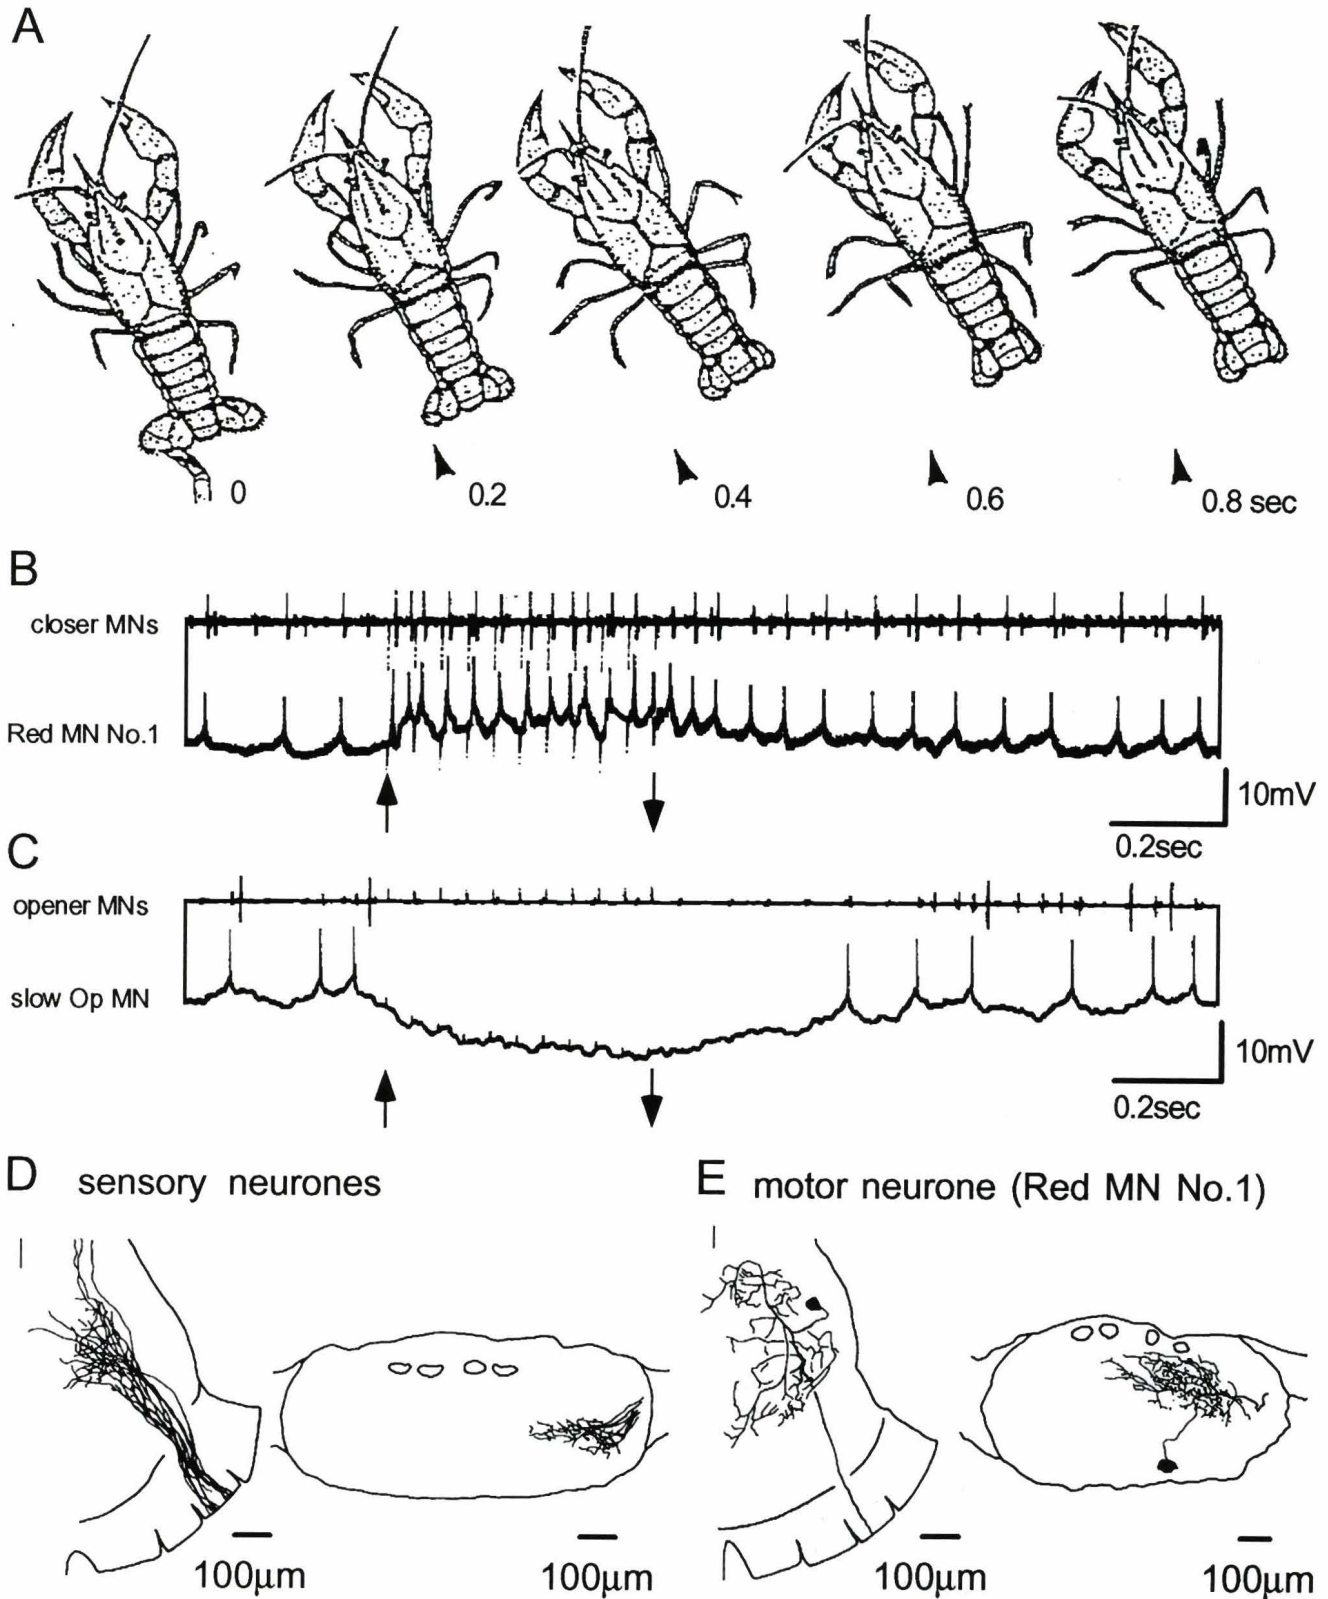 A
0
0.2
0.4
0.6
0.8 sec
B
closer MNs
Red MN No.1
10mV
0.2sec
C
opener MNs
slow Op MN
10mV
0.2sec
D sensory neurones
E motor neurone (Red MN No.1)
100µm
100µm
100µm
100µm